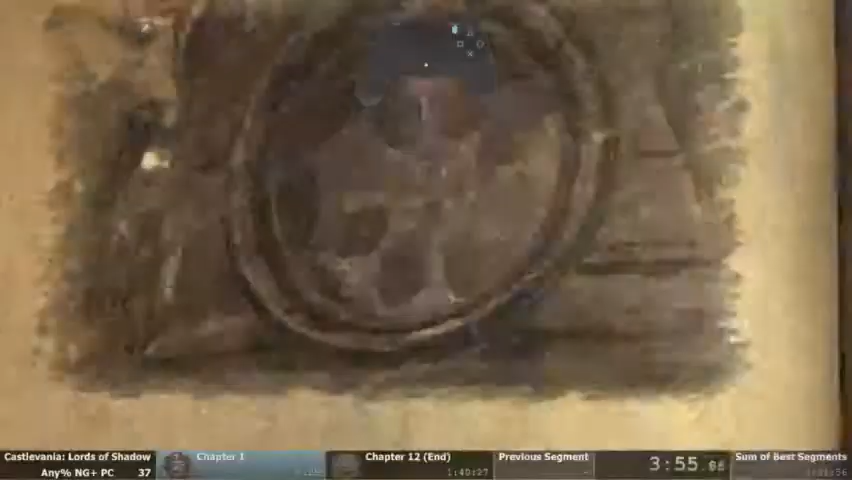 Castlevania: Lords of Shadow
Any% NG+ PC 37
Chapter 1
Chapter 12 (End)
1:40:27
Previous Segment
3:55
Sum of Best Segments